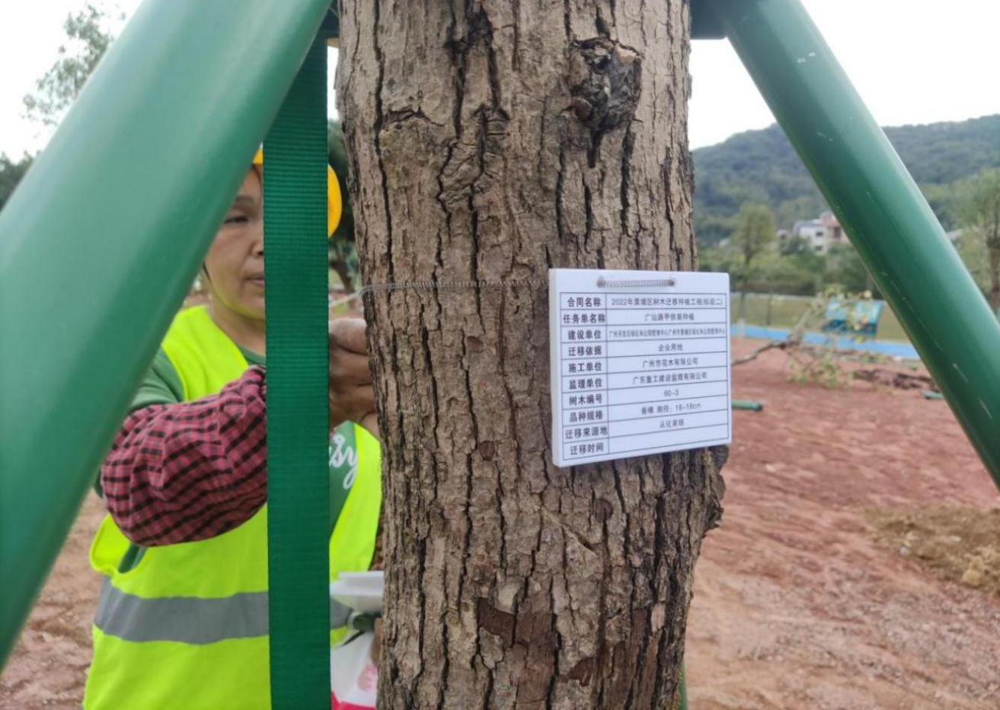 合同名称 2022年黄埔区树木迁移种植工程(标段二)
任务单名称 广汕路甲供苗种植
建设单位 广州开发区绿化和公园管理中心广州市黄埔区绿化和公园管理中心
迁移依据 企业用地
施工单位 广州市花木有限公司
监理单位 广东重工建设监理有限公司
树木编号 60-3
品种规格 香樟 胸径：16-18cm
迁移来源地 从化苗场
迁移时间